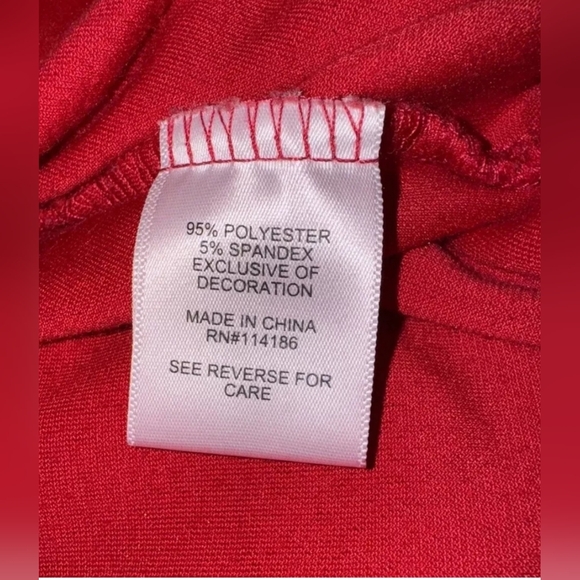 95% POLYESTER
5% SPANDEX
EXCLUSIVE OF
DECORATION
MADE IN CHINA
RN#114186
SEE REVERSE FOR
CARE